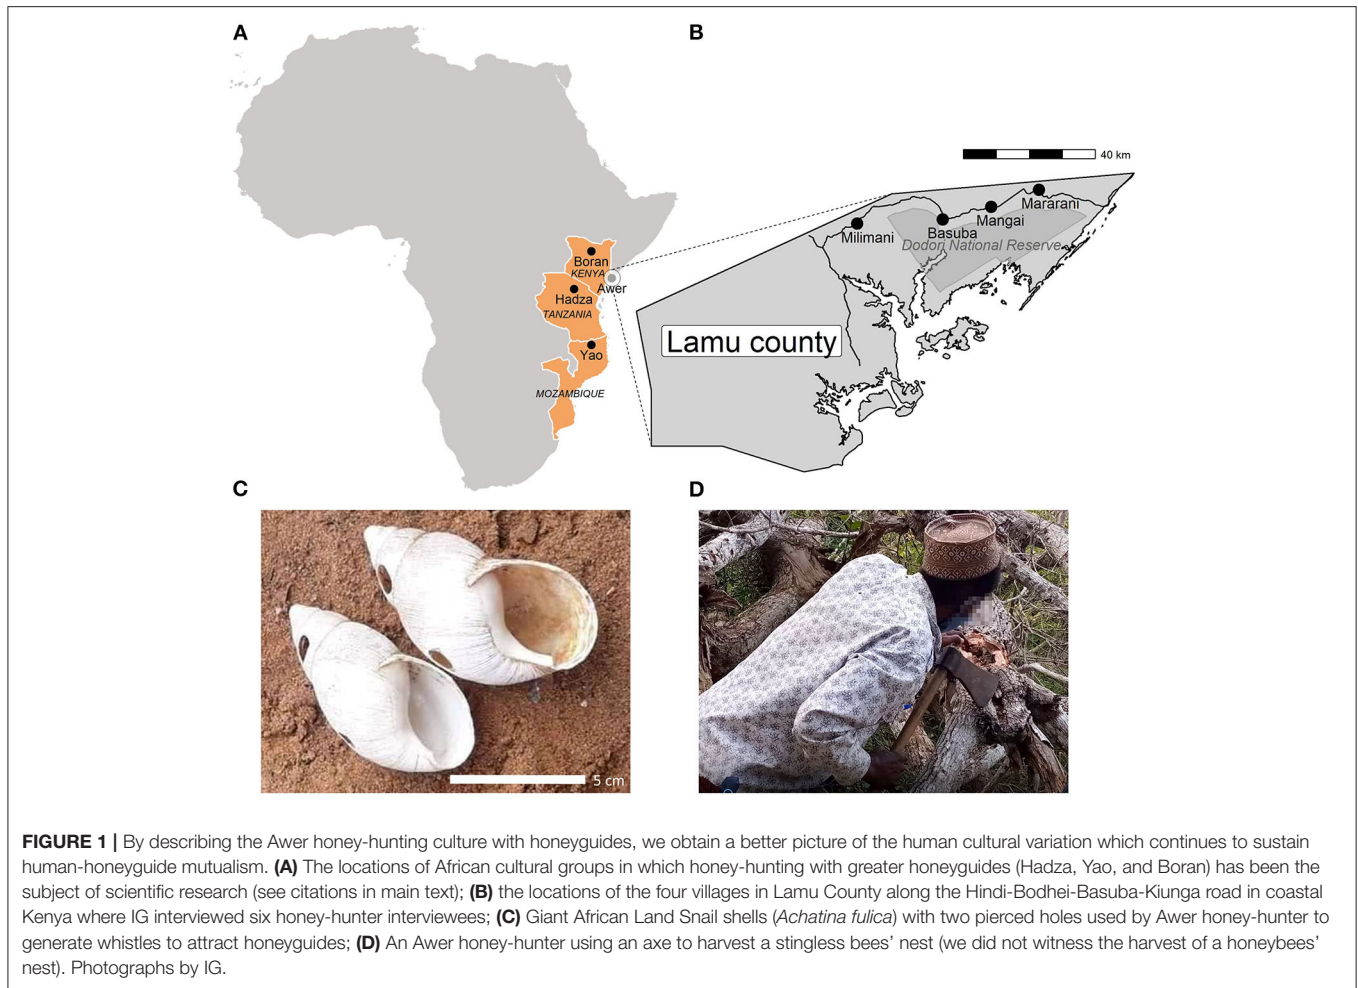 A
B
40 km
Mararani
Mangai
Basuba
Milimani
Dodori National Reserve
Boran
KENYA
Awer
Hadza
TANZANIA
Lamu county
Yao
MOZAMBIQUE
C
D
5 cm
FIGURE 1 | By describing the Awer honey-hunting culture with honeyguides, we obtain a better picture of the human cultural variation which continues to sustain
human-honeyguide mutualism. (A) The locations of African cultural groups in which honey-hunting with greater honeyguides (Hadza, Yao, and Boran) has been the
subject of scientific research (see citations in main text); (B) the locations of the four villages in Lamu County along the Hindi-Bodhei-Basuba-Kiunga road in coastal
Kenya where IG interviewed six honey-hunter interviewees; (C) Giant African Land Snail shells (Achatina fulica) with two pierced holes used by Awer honey-hunter to
generate whistles to attract honeyguides; (D) An Awer honey-hunter using an axe to harvest a stingless bees' nest (we did not witness the harvest of a honeybees'
nest). Photographs by IG.